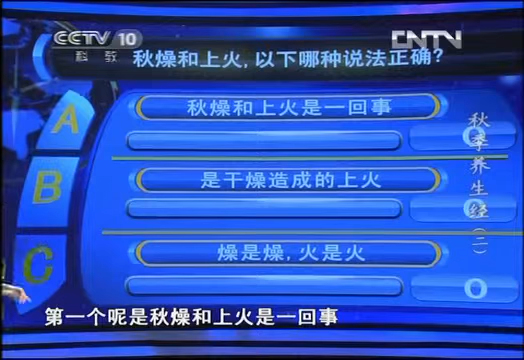 CCTV 10
科教
CNTV
秋燥和上火,以下哪种说法正确?
A
秋燥和上火是一回事
0
B
是干燥造成的上火
0
C
燥是燥,火是火
0
秋季养生经(二)
第一个呢是秋燥和上火是一回事